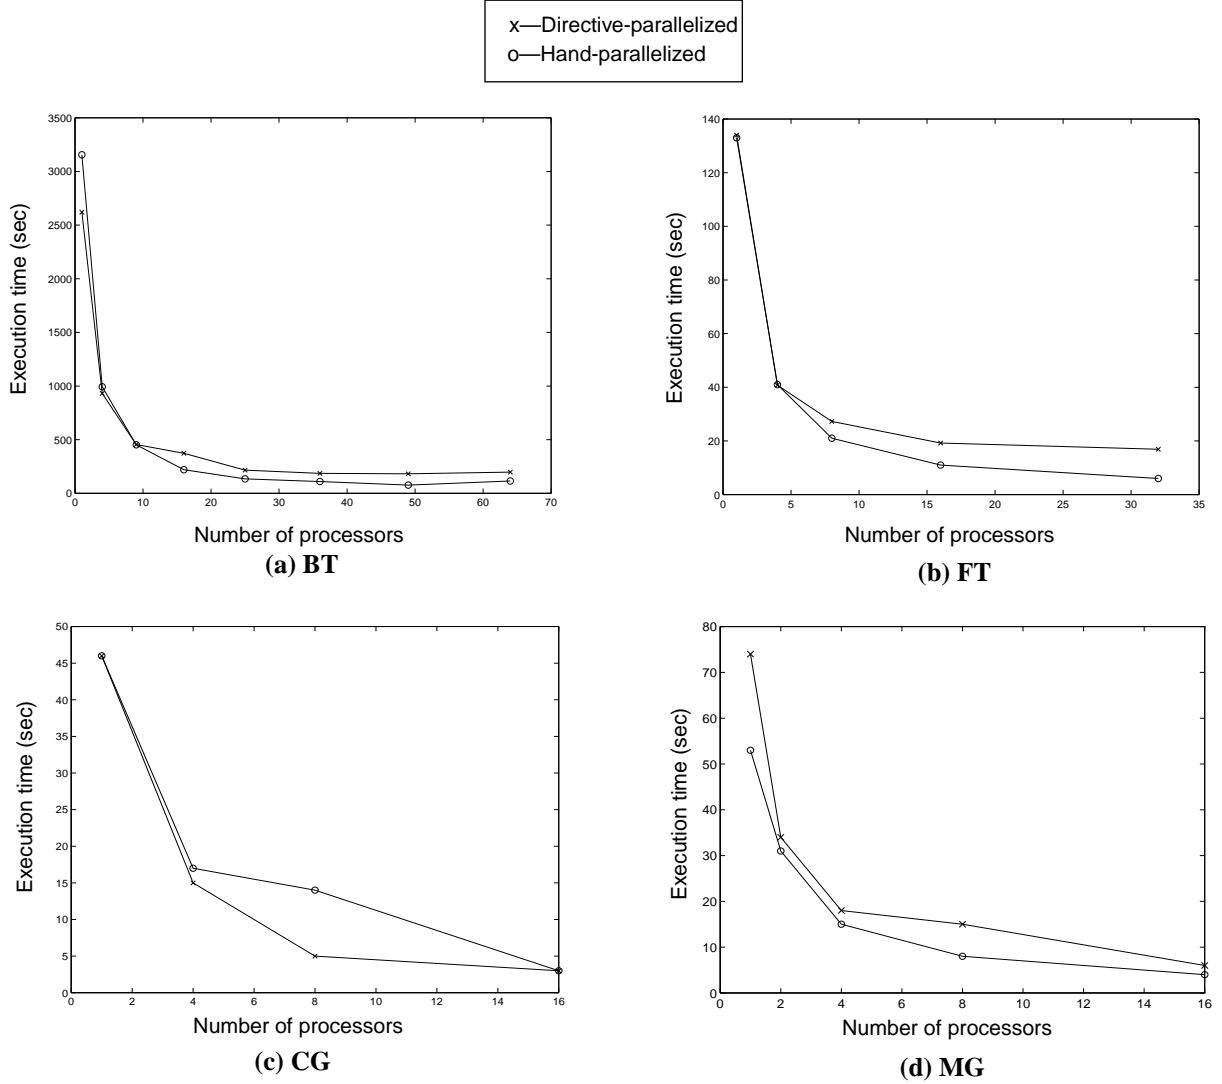 x—Directive-parallelized
o—Hand-parallelized
3500
3000
2500
2000
1500
1000
500
0
0 10 20 30 40 50 60 70
Execution time (sec)
Number of processors
(a) BT
140
120
100
80
60
40
20
0
0 5 10 15 20 25 30 35
Execution time (sec)
Number of processors
(b) FT
50
45
40
35
30
25
20
15
10
5
0
0 2 4 6 8 10 12 14 16
Execution time (sec)
Number of processors
(c) CG
80
70
60
50
40
30
20
10
0
0 2 4 6 8 10 12 14 16
Execution time (sec)
Number of processors
(d) MG